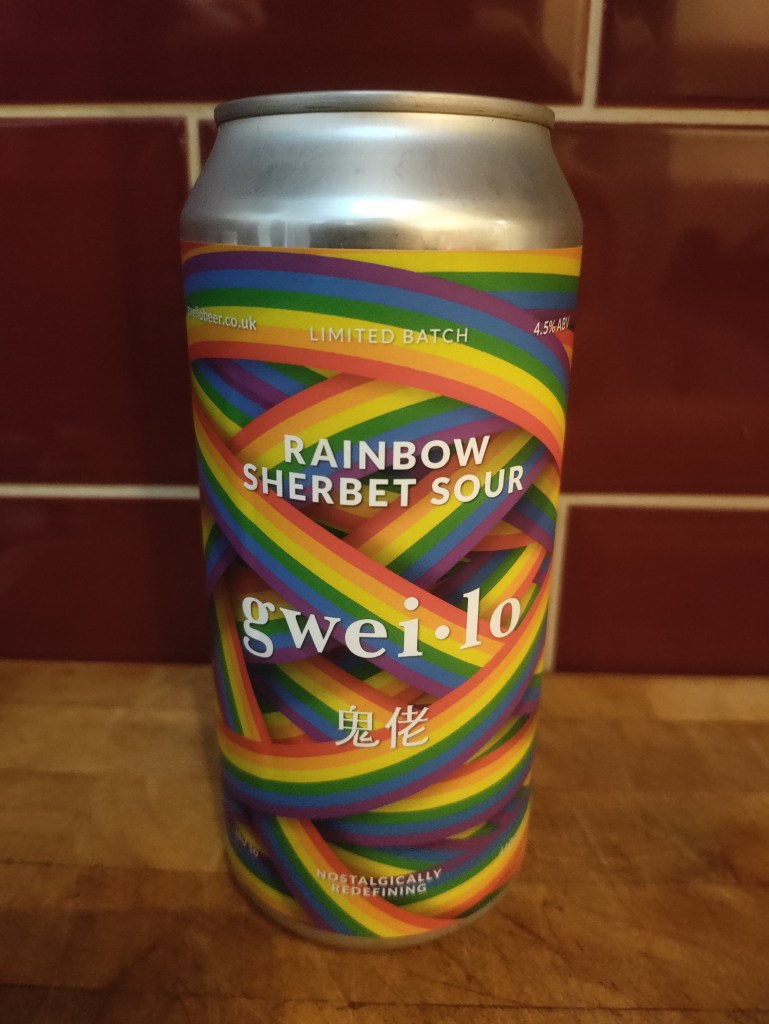 LIMITED BATCH
4.5% ABV
RAINBOW
SHERBET SOUR
gwei·lo
鬼佬
NOSTALGICALLY
REDEFINING